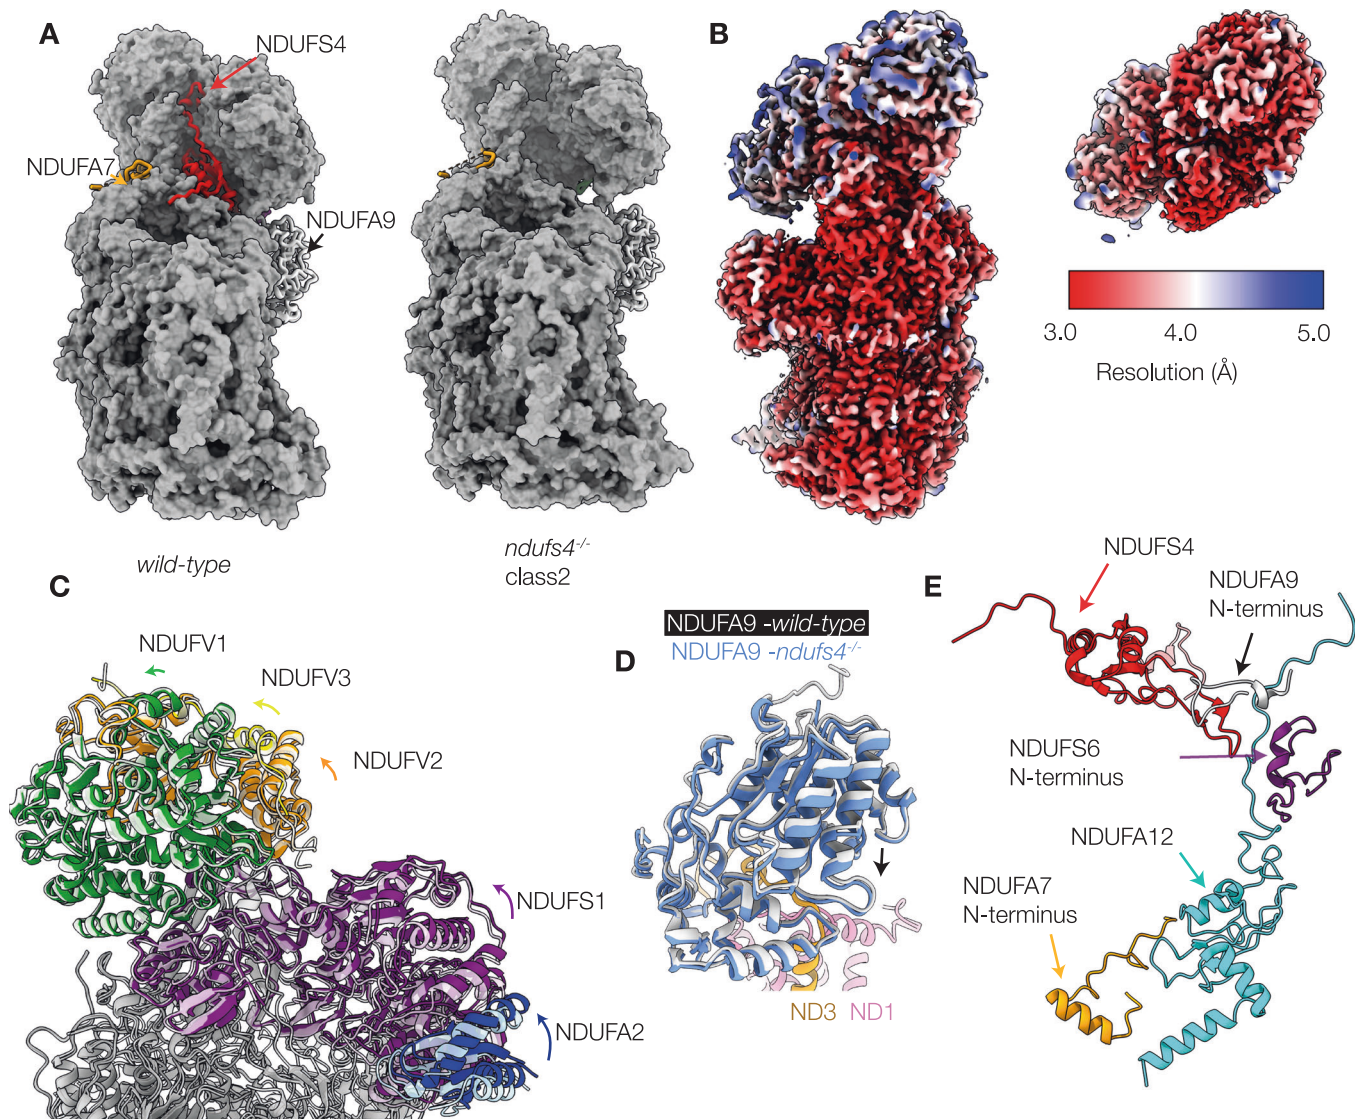 A
NDUFS4
NDUFA7
NDUFA9
wild-type
ndufs4-/-
class2
B
3.0 4.0 5.0
Resolution (Å)
C
NDUFV1
NDUFV3
NDUFV2
NDUFS1
NDUFA2
D
NDUFA9 -wild-type
NDUFA9 -ndufs4-/-
ND3 ND1
E
NDUFS4
NDUFA9
N-terminus
NDUFS6
N-terminus
NDUFA12
NDUFA7
N-terminus